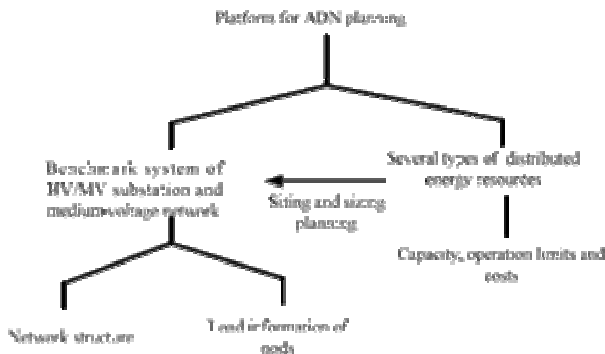 Platform for ADN planning
Benchmark system of
HV/MV substation and
medium-voltage network
Several types of distributed
energy resources
Siting and sizing
planning
Capacity, operation limits and
costs
Network structure
Load information of
nods